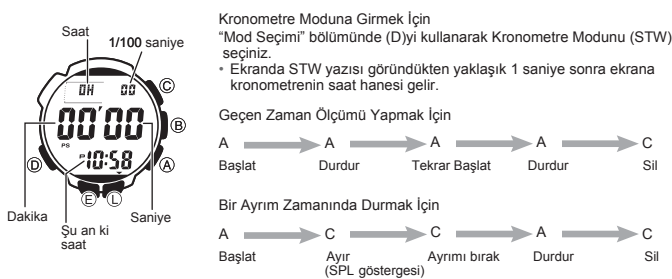 Saat
1/100 saniye
0H 00
00'00
PS
P10:58
C
B
A
D
E L
Dakika
Saniye
Şu an ki
saat
Kronometre Moduna Girmek İçin
“Mod Seçimi” bölümünde (D)yi kullanarak Kronometre Modunu (STW)
seçiniz.
• Ekranda STW yazısı göründükten yaklaşık 1 saniye sonra ekrana
kronometrenin saat hanesi gelir.
Geçen Zaman Ölçümü Yapmak İçin
A A A A C
Başlat Durdur Tekrar Başlat Durdur Sil
Bir Ayrım Zamanında Durmak İçin
A C C A C
Başlat Ayır Ayrımı bırak Durdur Sil
(SPL göstergesi)